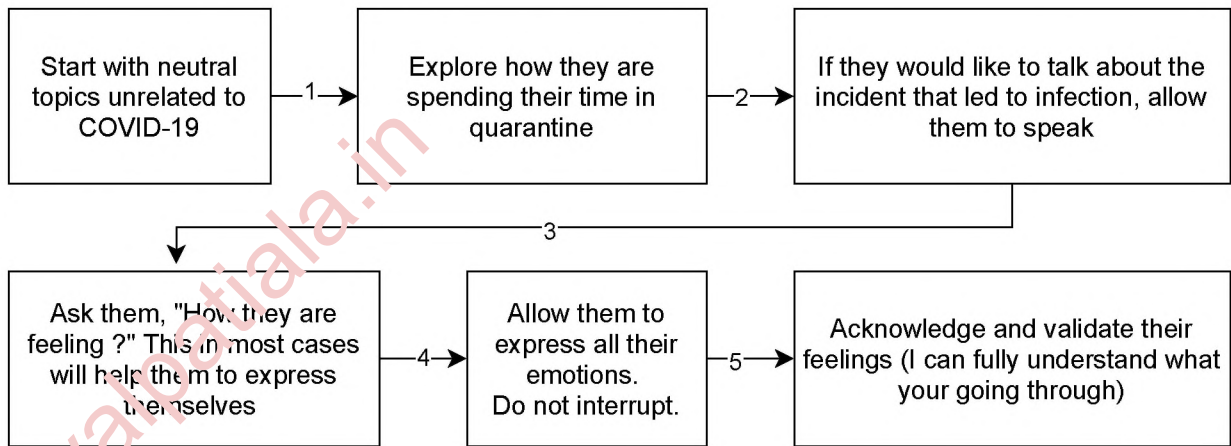 Start with neutral
topics unrelated to
COVID-19
1
Explore how they are
spending their time in
quarantine
2
If they would like to talk about the
incident that led to infection, allow
them to speak
3
Ask them, "How they are
feeling ?" This in most cases
will help them to express
themselves
4
Allow them to
express all their
emotions.
Do not interrupt.
5
Acknowledge and validate their
feelings (I can fully understand what
your going through)
valpatiala.in